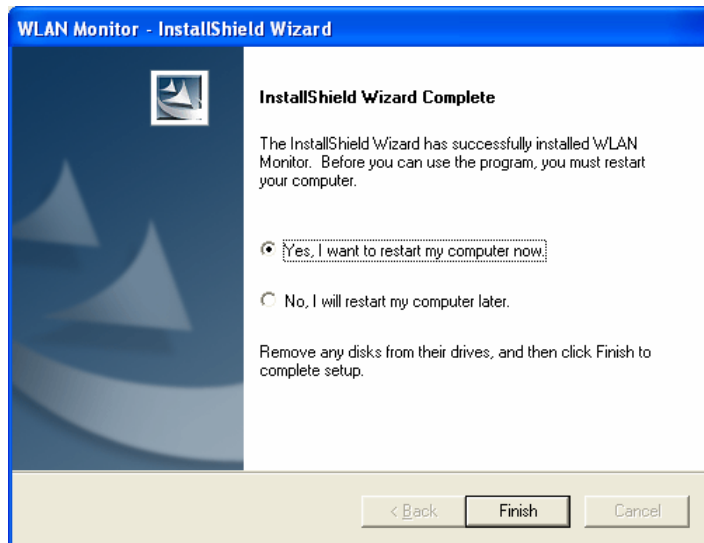 WLAN Monitor - InstallShield Wizard
InstallShield Wizard Complete
The InstallShield Wizard has successfully installed WLAN
Monitor. Before you can use the program, you must restart
your computer.
Yes, I want to restart my computer now.
No, I will restart my computer later.
Remove any disks from their drives, and then click Finish to
complete setup.
< Back
Finish
Cancel